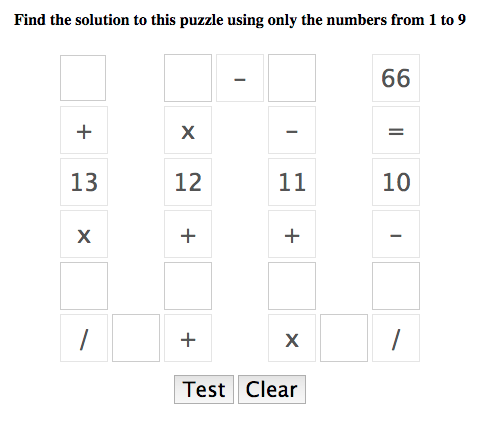 Find the solution to this puzzle using only the numbers from 1 to 9
– 66
+ x – =
13 12 11 10
x + + –
/ + x /
Test Clear